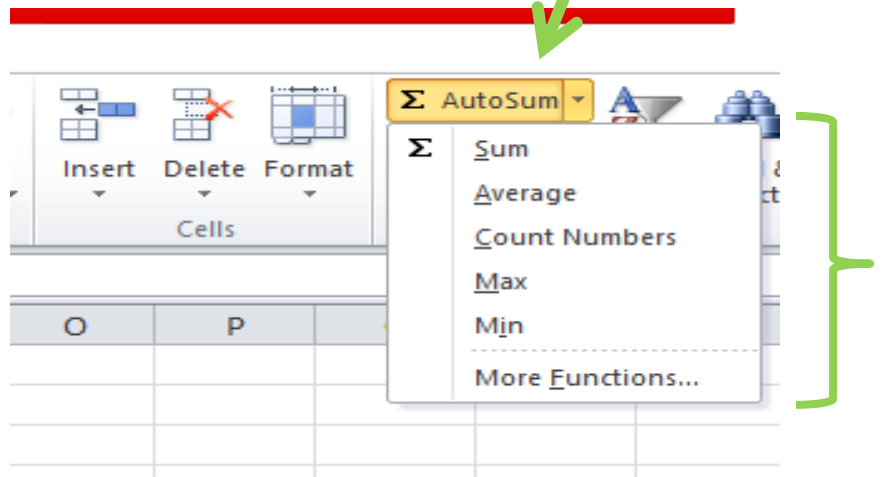 Σ AutoSum
Insert Delete Format
Cells
Σ Sum
Average
Count Numbers
Max
Min
More Functions...
O P